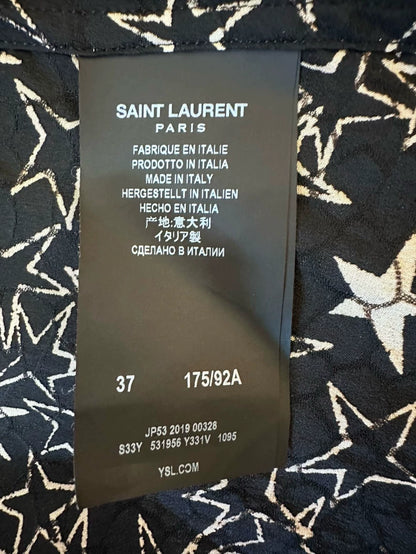 SAINT LAURENT
PARIS
FABRIQUE EN ITALIE
PRODOTTO IN ITALIA
MADE IN ITALY
HERGESTELLT IN ITALIEN
HECHO EN ITALIA
产地:意大利
イタリア製
СДЕЛАНО В ИТАЛИИ
37 175/92A
JP53 2019 00328
S33Y 531956 Y331V 1095
YSL.COM